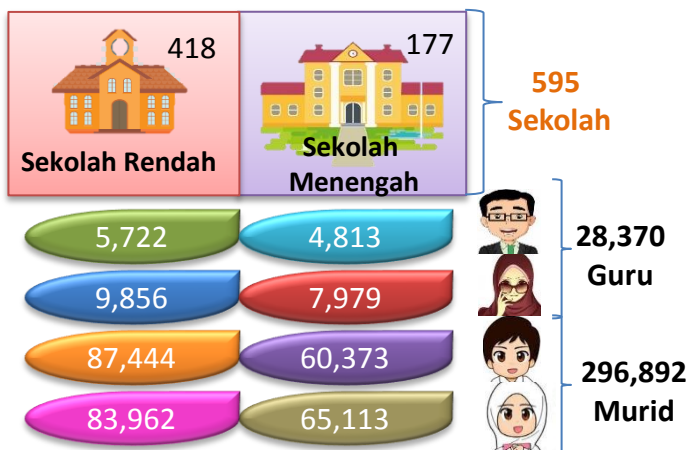 418
Sekolah Rendah
177
Sekolah
Menengah
595
Sekolah
5,722
4,813
9,856
7,979
28,370
Guru
87,444
60,373
83,962
65,113
296,892
Murid